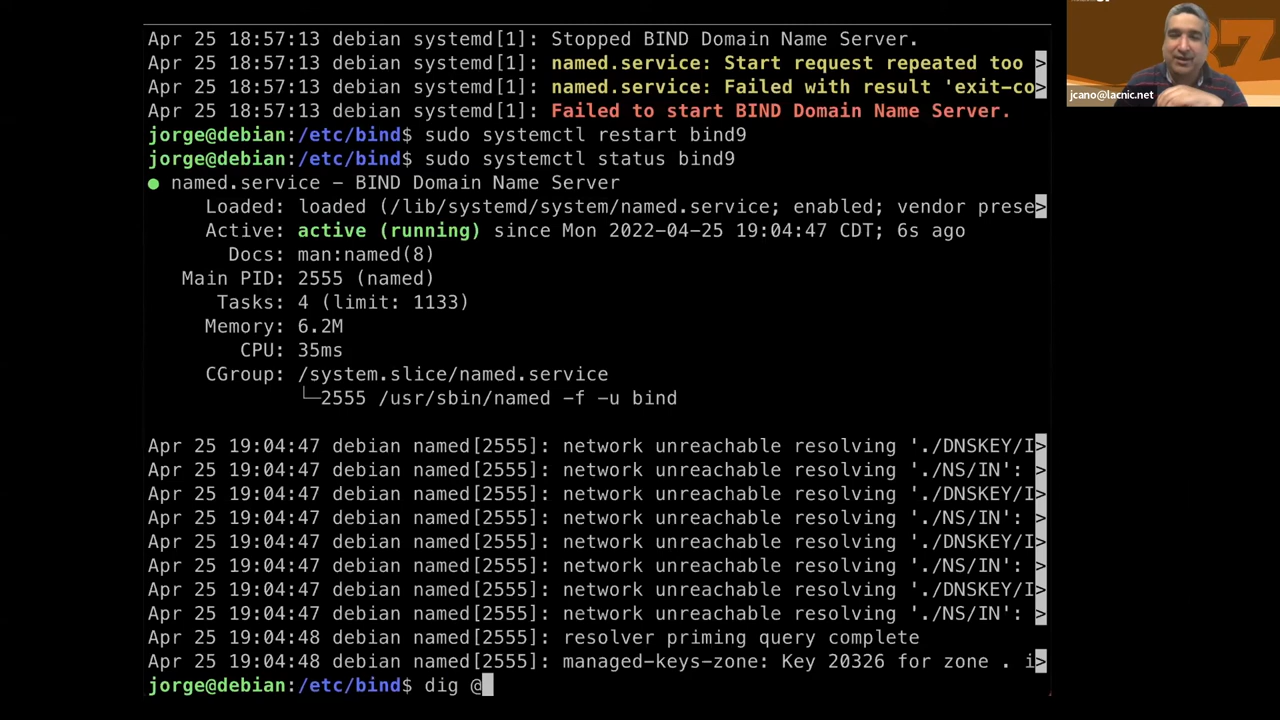 Apr 25 18:57:13 debian systemd[1]: Stopped BIND Domain Name Server.
Apr 25 18:57:13 debian systemd[1]: named.service: Start request repeated too >
Apr 25 18:57:13 debian systemd[1]: named.service: Failed with result 'exit-co>
Apr 25 18:57:13 debian systemd[1]: Failed to start BIND Domain Name Server.
jorge@debian:/etc/bind$ sudo systemctl restart bind9
jorge@debian:/etc/bind$ sudo systemctl status bind9
● named.service - BIND Domain Name Server
Loaded: loaded (/lib/systemd/system/named.service; enabled; vendor prese>
Active: active (running) since Mon 2022-04-25 19:04:47 CDT; 6s ago
Docs: man:named(8)
Main PID: 2555 (named)
Tasks: 4 (limit: 1133)
Memory: 6.2M
CPU: 35ms
CGroup: /system.slice/named.service
└─2555 /usr/sbin/named -f -u bind
Apr 25 19:04:47 debian named[2555]: network unreachable resolving './DNSKEY/I>
Apr 25 19:04:47 debian named[2555]: network unreachable resolving './NS/IN': >
Apr 25 19:04:47 debian named[2555]: network unreachable resolving './DNSKEY/I>
Apr 25 19:04:47 debian named[2555]: network unreachable resolving './NS/IN': >
Apr 25 19:04:47 debian named[2555]: network unreachable resolving './DNSKEY/I>
Apr 25 19:04:47 debian named[2555]: network unreachable resolving './NS/IN': >
Apr 25 19:04:47 debian named[2555]: network unreachable resolving './DNSKEY/I>
Apr 25 19:04:47 debian named[2555]: network unreachable resolving './NS/IN': >
Apr 25 19:04:48 debian named[2555]: resolver priming query complete
Apr 25 19:04:48 debian named[2555]: managed-keys-zone: Key 20326 for zone . i>
jorge@debian:/etc/bind$ dig @
jcano@lacnic.net